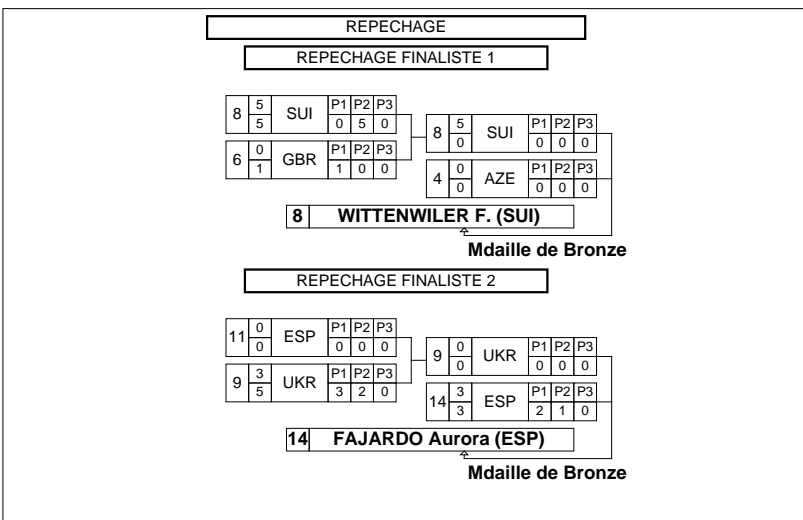 REPECHAGE
REPECHAGE FINALISTE 1
8 5 SUI P1 P2 P3
5 0 5 0
6 0 GBR P1 P2 P3
1 1 0 0
8 5 SUI P1 P2 P3
0 0 0 0
4 0 AZE P1 P2 P3
0 0 0 0
8 WITTENWILER F. (SUI)
Mdaille de Bronze
REPECHAGE FINALISTE 2
11 0 ESP P1 P2 P3
0 0 0 0
9 3 UKR P1 P2 P3
5 3 2 0
9 0 UKR P1 P2 P3
0 0 0 0
14 3 ESP P1 P2 P3
3 2 1 0
14 FAJARDO Aurora (ESP)
Mdaille de Bronze